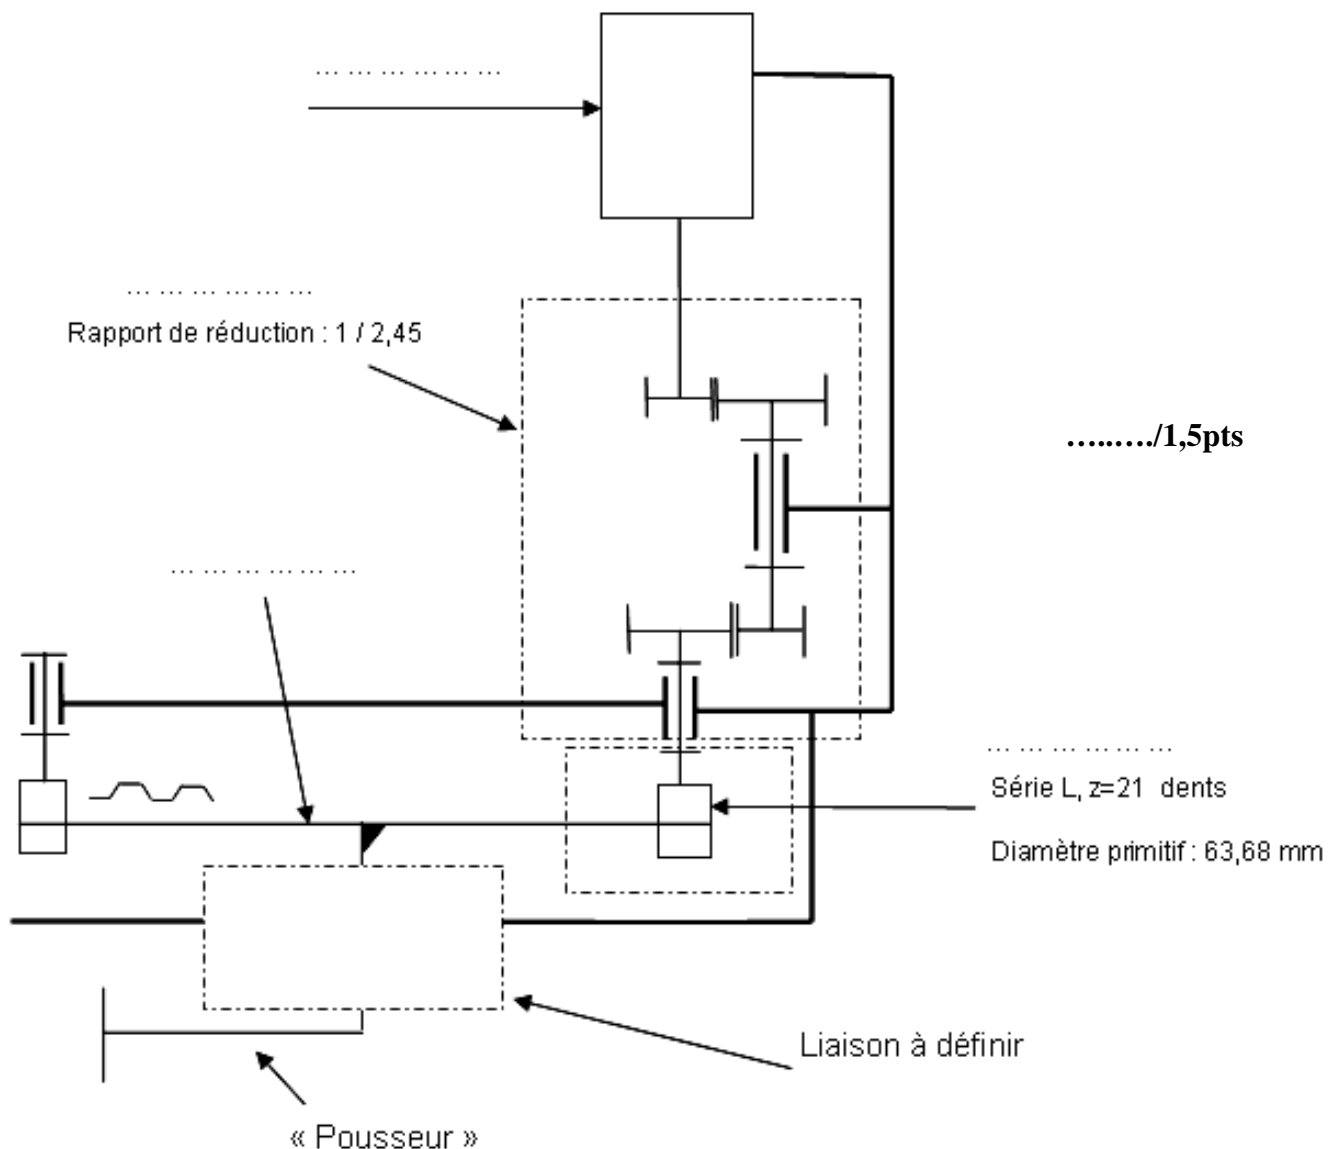 ... ... ... ... ... ...
... ... ... ... ... ...
Rapport de réduction : 1 / 2,45
…..…./1,5pts
... ... ... ... ... ...
... ... ... ... ... ...
Série L, z=21 dents
Diamètre primitif : 63,68 mm
Liaison à définir
« Pousseur »